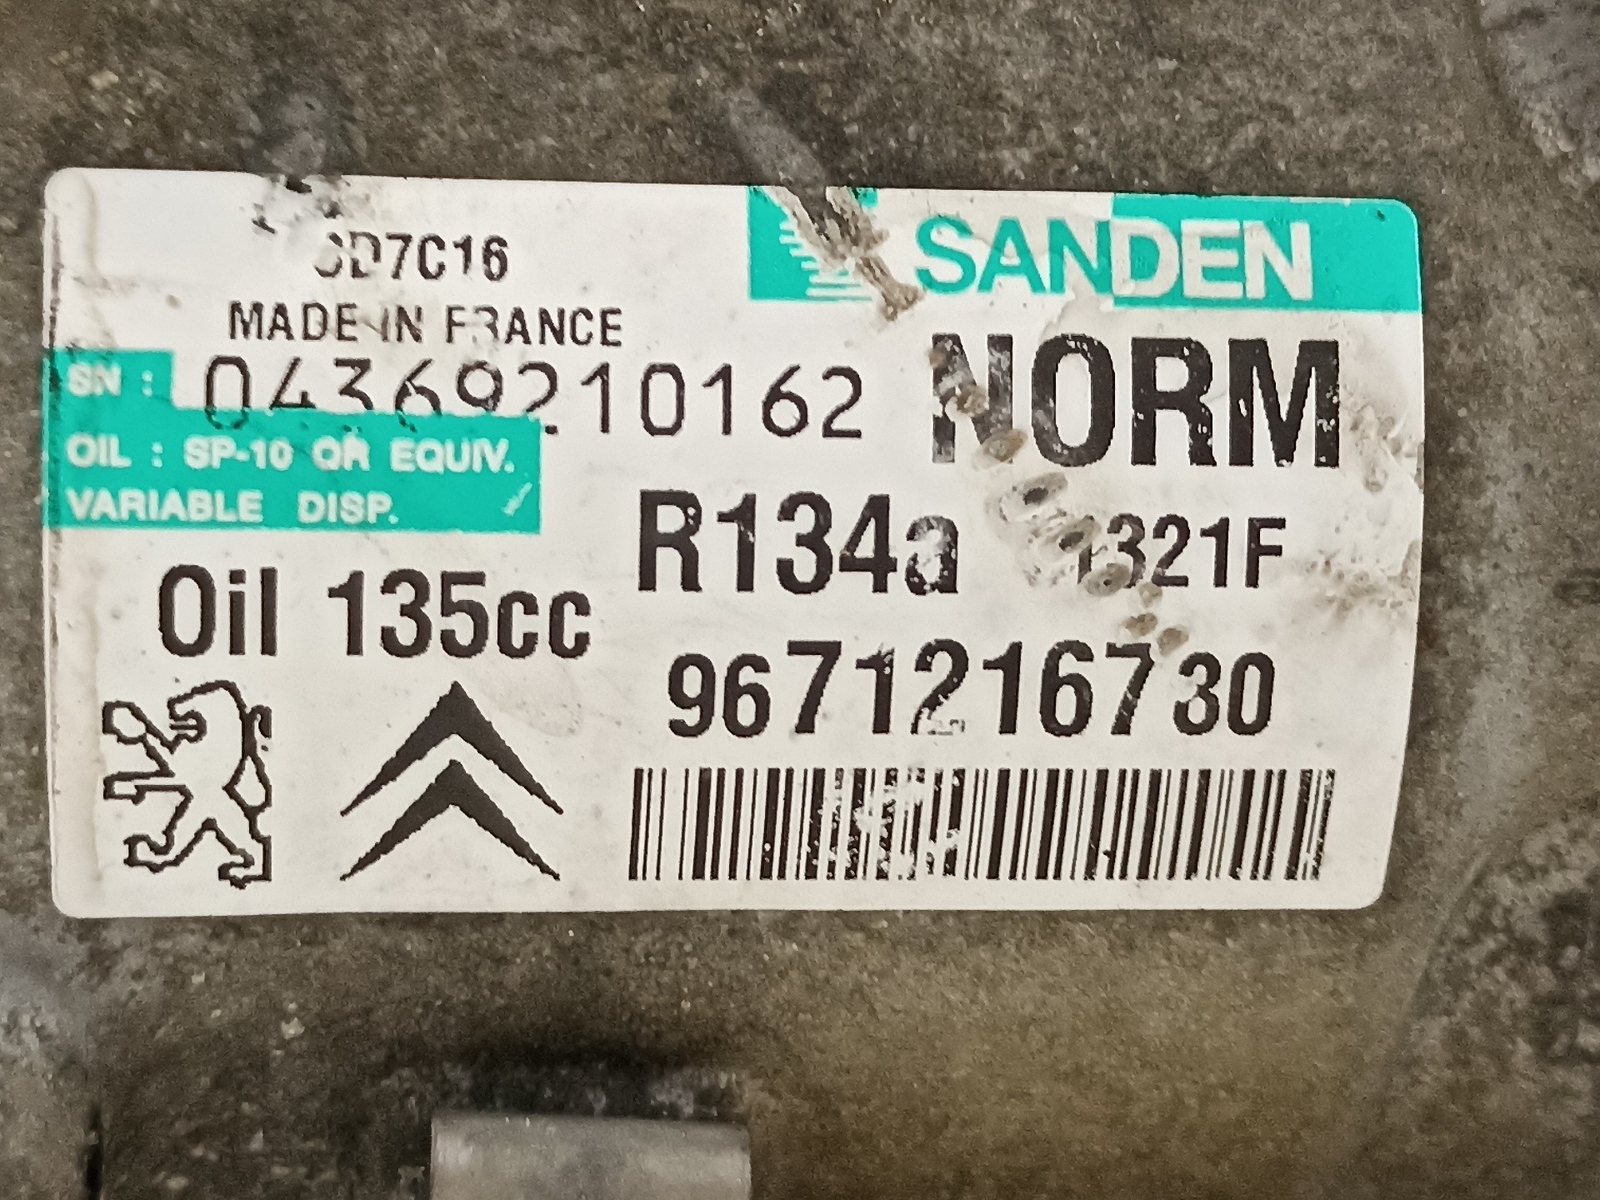 SD7C16
SANDEN
MADE IN FRANCE
NORM
SN : 04369210162
OIL : SP-10 OR EQUIV.
VARIABLE DISP.
R134a 1321F
Oil 135cc
9671216730